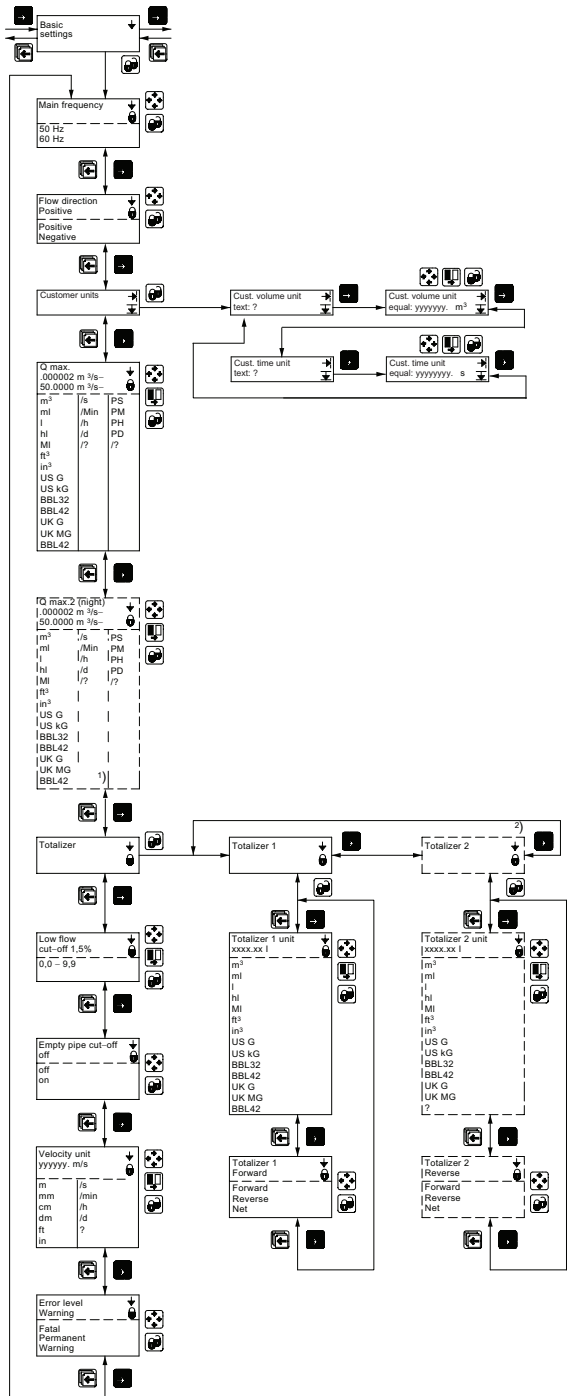 Basic
settings
Main frequency
50 Hz
60 Hz
Flow direction
Positive
Positive
Negative
Customer units
Cust. volume unit
text: ?
Cust. volume unit
equal: yyyyyyy. m³
Cust. time unit
text: ?
Cust. time unit
equal: yyyyyyyy. s
Q max.
.000002 m ³/s–
50.0000 m ³/s–
m³ /s PS
ml /Min PM
l /h PH
hl /d PD
Ml /? /?
ft³
in³
US G
US kG
BBL32
BBL42
UK G
UK MG
BBL42
Q max.2 (night)
.000002 m ³/s–
50.0000 m ³/s–
m³ /s PS
ml /Min PM
l /h PH
hl /d PD
Ml /? /?
ft³
in³
US G
US kG
BBL32
BBL42
UK G
UK MG
BBL42 1)
Totalizer
Totalizer 1
2)
Totalizer 2
Low flow
cut–off 1,5%
0,0 – 9,9
Empty pipe cut–off
off
off
on
Velocity unit
yyyyyy. m/s
m /s
mm /min
cm /h
dm /d
ft ?
in
Error level
Warning
Fatal
Permanent
Warning
Totalizer 1 unit
xxxx.xx l
m³
ml
l
hl
Ml
ft³
in³
US G
US kG
BBL32
BBL42
UK G
UK MG
BBL42
Totalizer 1
Forward
Forward
Reverse
Net
Totalizer 2 unit
xxxx.xx l
m³
ml
l
hl
Ml
ft³
in³
US G
US kG
BBL32
BBL42
UK G
UK MG
?
Totalizer 2
Reverse
Forward
Reverse
Net